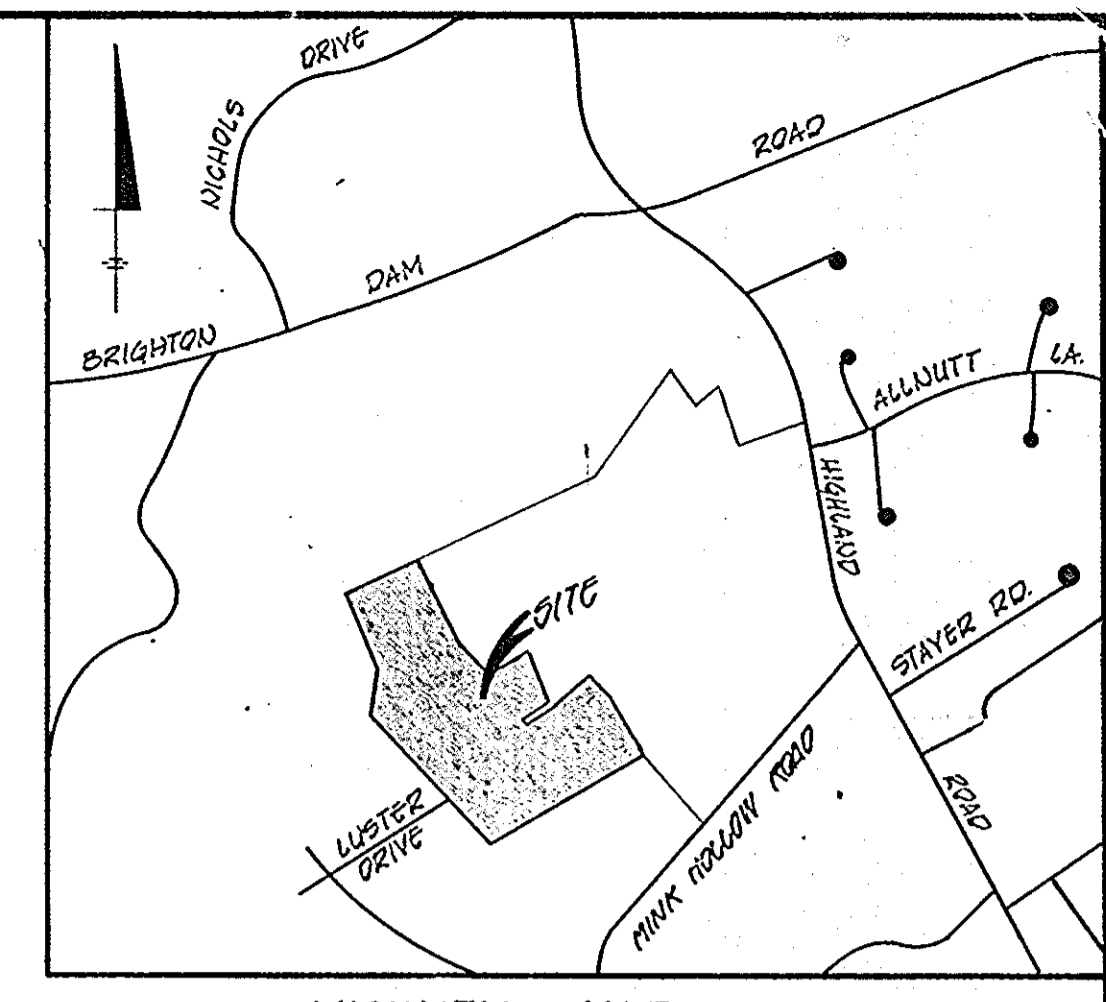 NICHOLS DRIVE
BRIGHTON DAM ROAD
ALLNUTT LA.
HIGHLAND ROAD
SITE
STAYER RD.
LUSTER
DRIVE
MINK HOLLOW ROAD